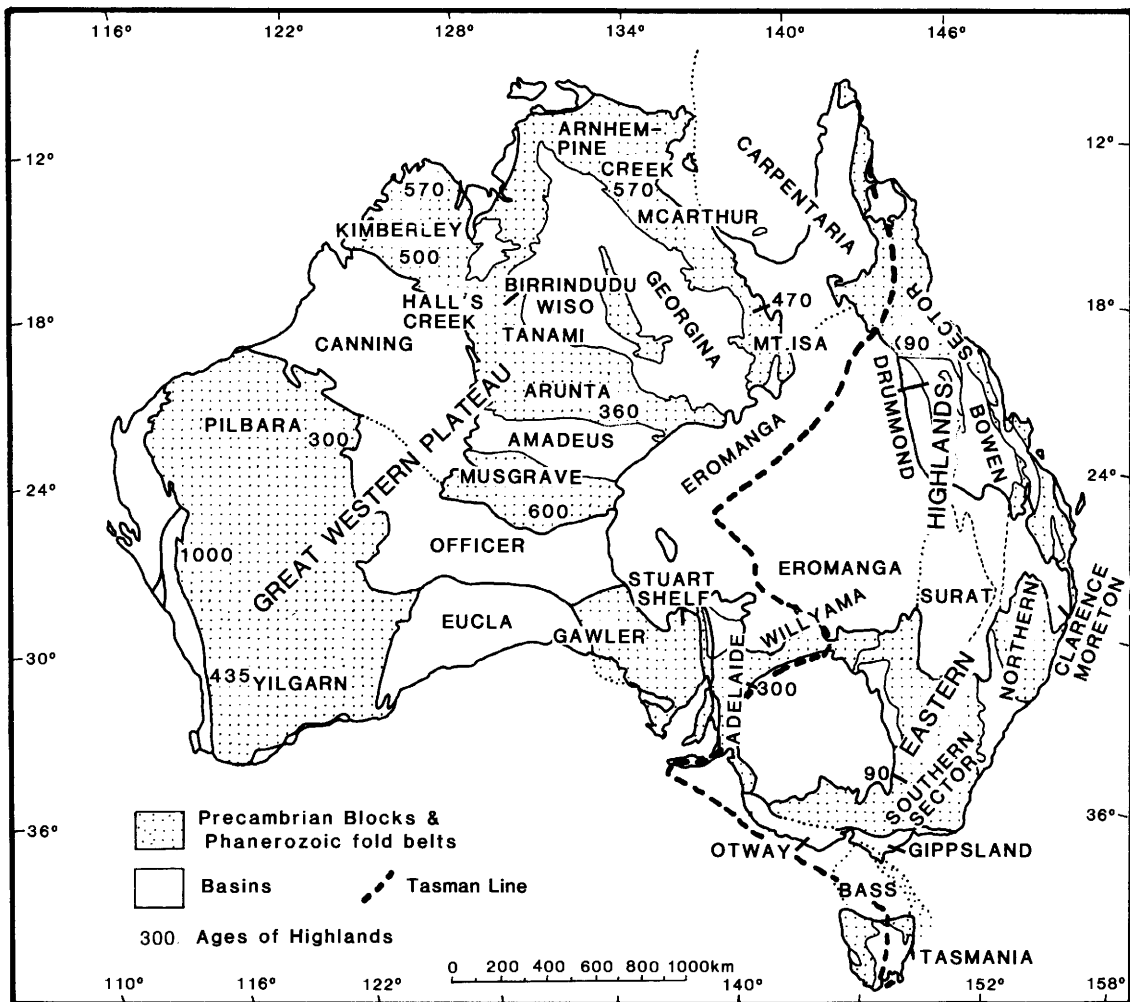 116° 122° 128° 134° 140° 146°
12° 12°
ARNHEM-
PINE
CREEK
570
CARPENTARIA
570
MCARTHUR
KIMBERLEY
500
HALL'S
CREEK
BIRRINDUDU
WISO
GEORGINA
470
SECTOR
18° 18°
CANNING
TANAMI
MT. ISA
⟨90
DRUMMOND
ARUNTA
360
PILBARA
300
AMADEUS
EROMANGA
HIGHLANDS
BOWEN
MUSGRAVE
24° 24°
600
GREAT WESTERN PLATEAU
1000
OFFICER
EROMANGA
STUART
SHELF
SURAT
EUCLA
GAWLER
WILLYAMA
NORTHERN
CLARENCE
MORETON
30° 30°
435 YILGARN
ADELAIDE
300
EASTERN
90
SOUTHERN
SECTOR
Precambrian Blocks &
Phanerozoic fold belts
36° 36°
OTWAY
GIPPSLAND
Basins
Tasman Line
BASS
300 Ages of Highlands
TASMANIA
0 200 400 600 800 1000km
110° 116° 122° 140° 152° 158°